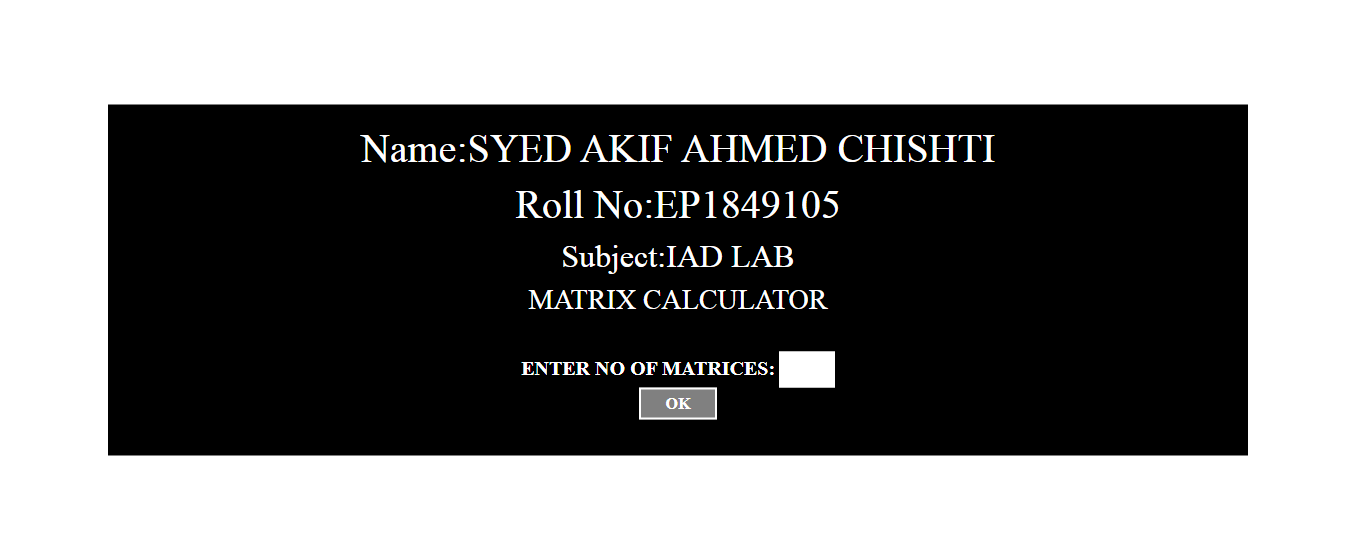 Name:SYED AKIF AHMED CHISHTI
Roll No:EP1849105
Subject:IAD LAB
MATRIX CALCULATOR
ENTER NO OF MATRICES:
OK